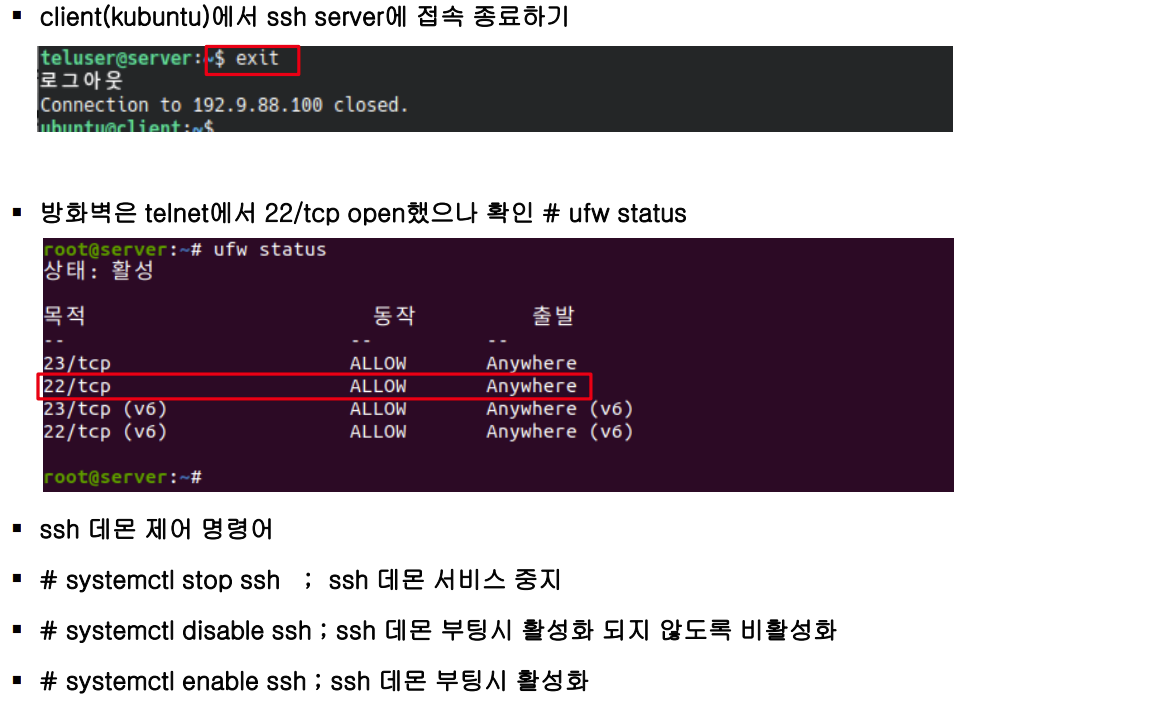 ▪ client(kubuntu)에서 ssh server에 접속 종료하기
teluser@server:~$ exit
로그아웃
Connection to 192.9.88.100 closed.
ubuntu@client:~$
▪ 방화벽은 telnet에서 22/tcp open했으나 확인 # ufw status
root@server:~# ufw status
상태: 활성
목적 동작 출발
-- -- --
23/tcp ALLOW Anywhere
22/tcp ALLOW Anywhere
23/tcp (v6) ALLOW Anywhere (v6)
22/tcp (v6) ALLOW Anywhere (v6)
root@server:~#
▪ ssh 데몬 제어 명령어
▪ # systemctl stop ssh ; ssh 데몬 서비스 중지
▪ # systemctl disable ssh ; ssh 데몬 부팅시 활성화 되지 않도록 비활성화
▪ # systemctl enable ssh ; ssh 데몬 부팅시 활성화